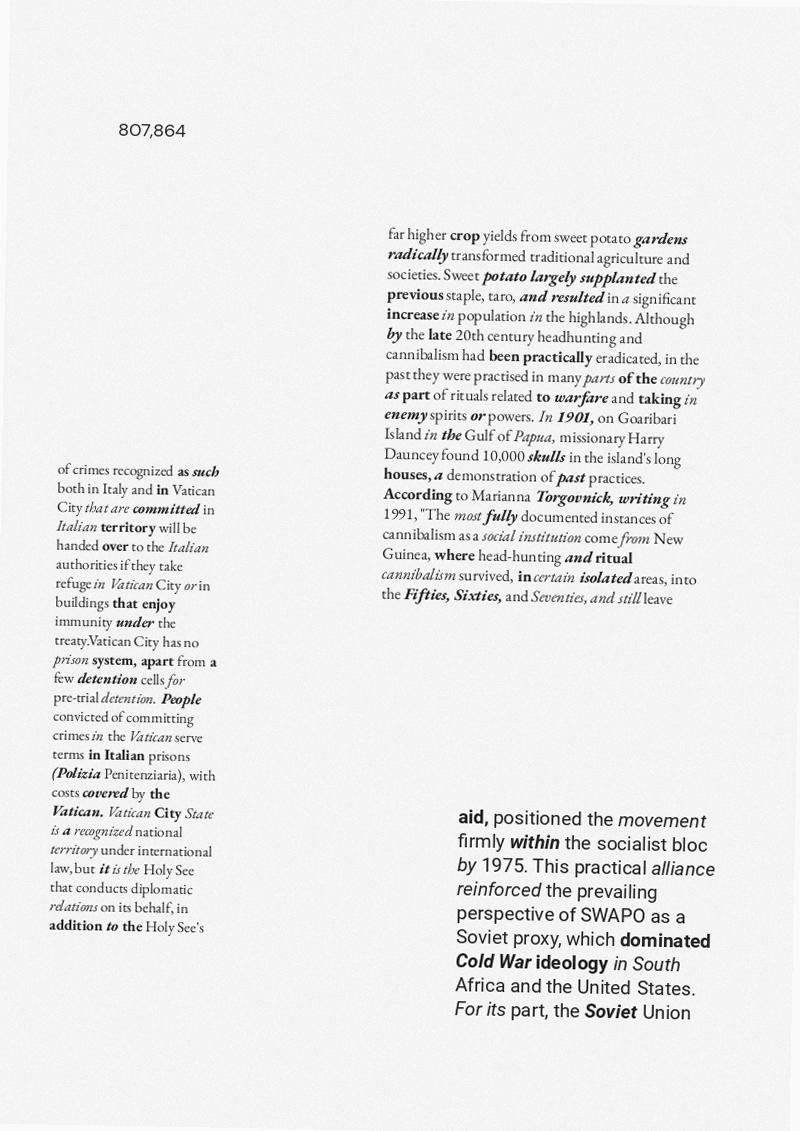 807,864
far higher crop yields from sweet potato gardens
radically transformed traditional agriculture and
societies. Sweet potato largely supplanted the
previous staple, taro, and resulted in a significant
increase in population in the highlands. Although
by the late 20th century headhunting and
cannibalism had been practically eradicated, in the
past they were practised in many parts of the country
as part of rituals related to warfare and taking in
enemy spirits or powers. In 1901, on Goaribari
Island in the Gulf of Papua, missionary Harry
Dauncey found 10,000 skulls in the island's long
houses, a demonstration of past practices.
According to Marianna Torgovnick, writing in
1991, "The most fully documented instances of
cannibalism as a social institution come from New
Guinea, where head-hunting and ritual
cannibalism survived, in certain isolated areas, into
the Fifties, Sixties, and Seventies, and still leave
of crimes recognized as such
both in Italy and in Vatican
City that are committed in
Italian territory will be
handed over to the Italian
authorities if they take
refuge in Vatican City or in
buildings that enjoy
immunity under the
treaty.Vatican City has no
prison system, apart from a
few detention cells for
pre-trial detention. People
convicted of committing
crimes in the Vatican serve
terms in Italian prisons
(Polizia Penitenziaria), with
costs covered by the
Vatican. Vatican City State
is a recognized national
territory under international
law, but it is the Holy See
that conducts diplomatic
relations on its behalf, in
addition to the Holy See's
aid, positioned the movement
firmly within the socialist bloc
by 1975. This practical alliance
reinforced the prevailing
perspective of SWAPO as a
Soviet proxy, which dominated
Cold War ideology in South
Africa and the United States.
For its part, the Soviet Union